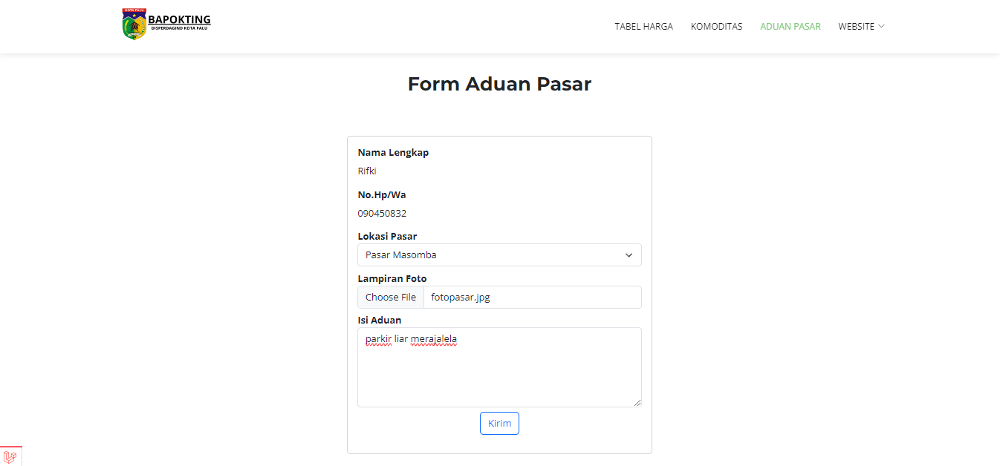 KOTA PALU
BAPOKTING
DISPERDAGIND KOTA PALU
TABEL HARGA
KOMODITAS
ADUAN PASAR
WEBSITE
Form Aduan Pasar
Nama Lengkap
Rifki
No.Hp/Wa
090450832
Lokasi Pasar
Pasar Masomba
Lampiran Foto
Choose File
fotopasar.jpg
Isi Aduan
parkir liar merajalela
Kirim